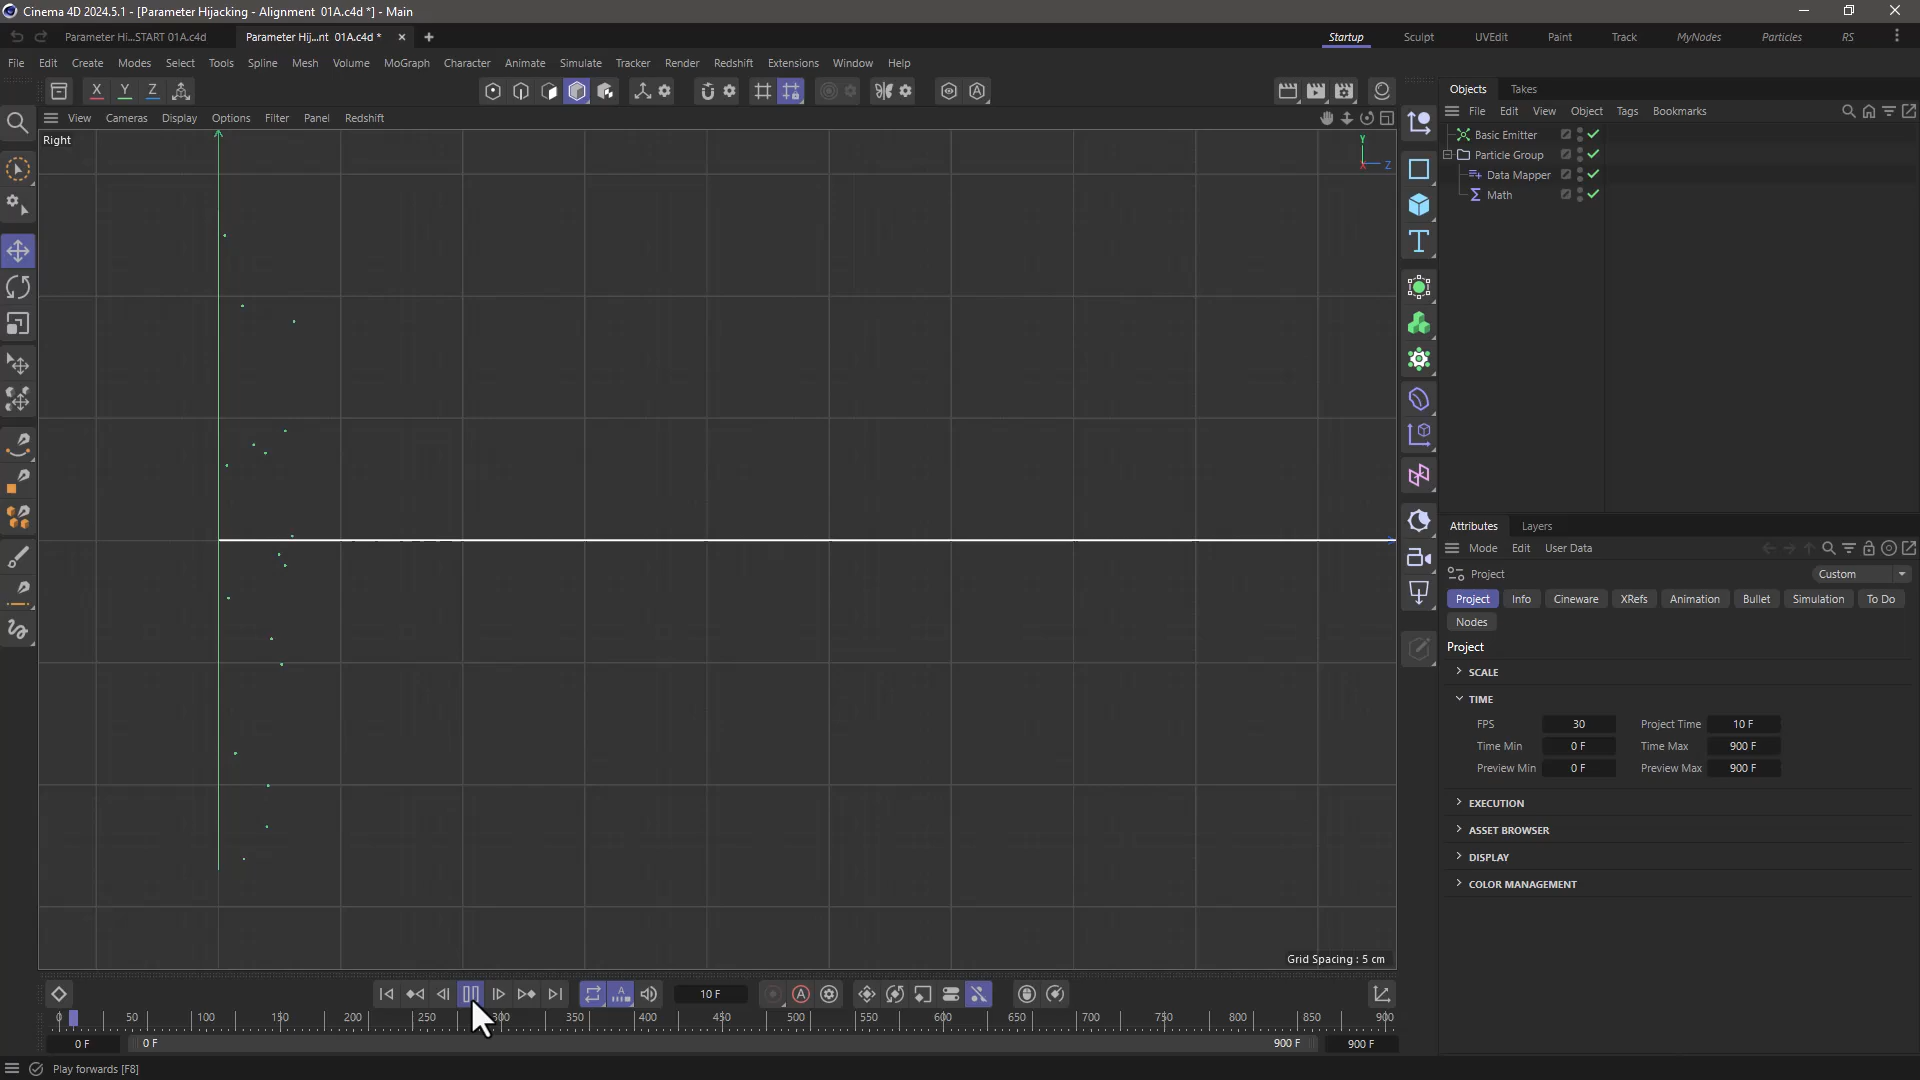 Cinema 4D 2024.5.1 - [Parameter Hijacking - Alignment  01A.c4d *] - Main
Parameter Hi...START 01A.c4d
Parameter Hij...nt  01A.c4d *
Startup
Sculpt
UVEdit
Paint
Track
MyNodes
Particles
RS
File Edit Create Modes Select Tools Spline Mesh Volume MoGraph Character Animate Simulate Tracker Render Redshift Extensions Window Help
X Y Z
Objects Takes
View Cameras Display Options Filter Panel Redshift
File Edit View Object Tags Bookmarks
Right
Y
X
Z
Basic Emitter
Particle Group
Data Mapper
Math
Attributes Layers
Mode Edit User Data
Project
Custom
Project Info Cineware XRefs Animation Bullet Simulation To Do
Nodes
Project
SCALE
TIME
FPS 30 Project Time 10 F
Time Min 0 F Time Max 900 F
Preview Min 0 F Preview Max 900 F
EXECUTION
ASSET BROWSER
DISPLAY
COLOR MANAGEMENT
Grid Spacing : 5 cm
10 F
0 50 100 150 200 250 300 350 400 450 500 550 600 650 700 750 800 850 900
0 F 0 F 900 F 900 F
Play forwards [F8]